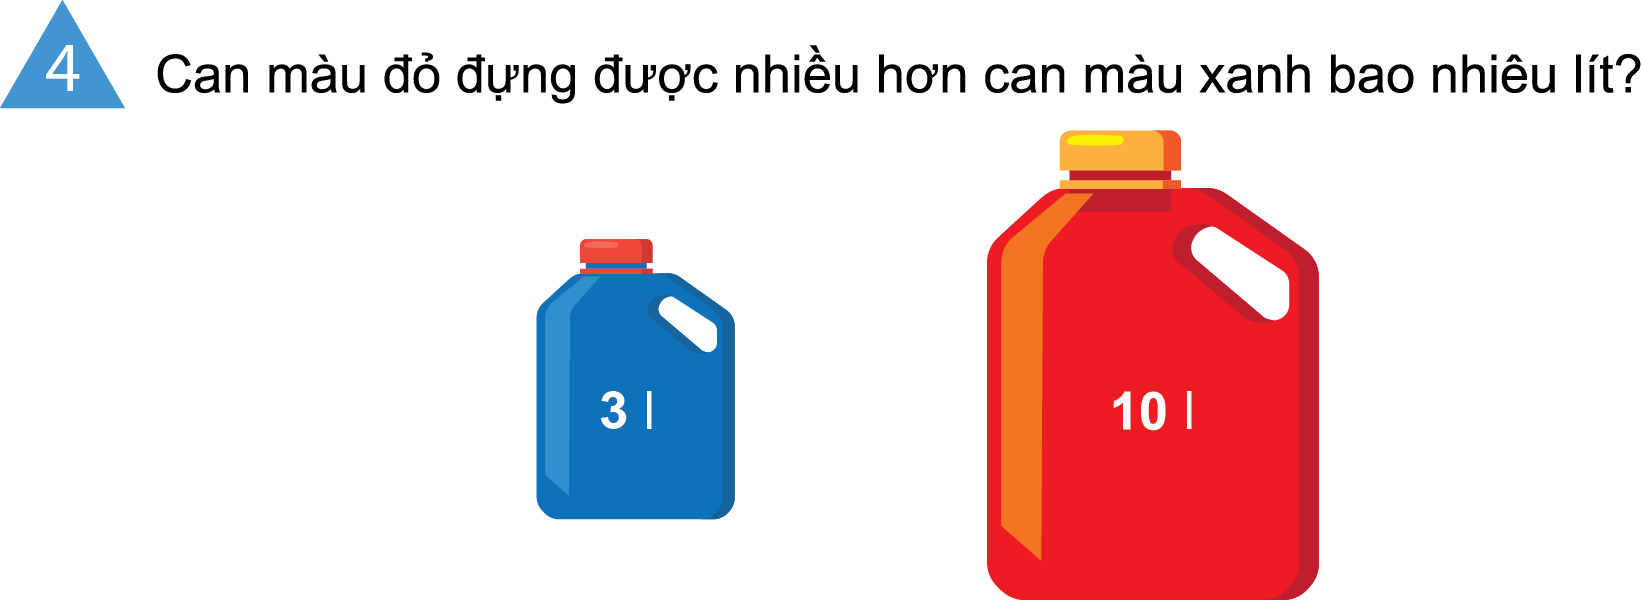 4 Can màu đỏ đựng được nhiều hơn can màu xanh bao nhiêu lít?
3 l
10 l